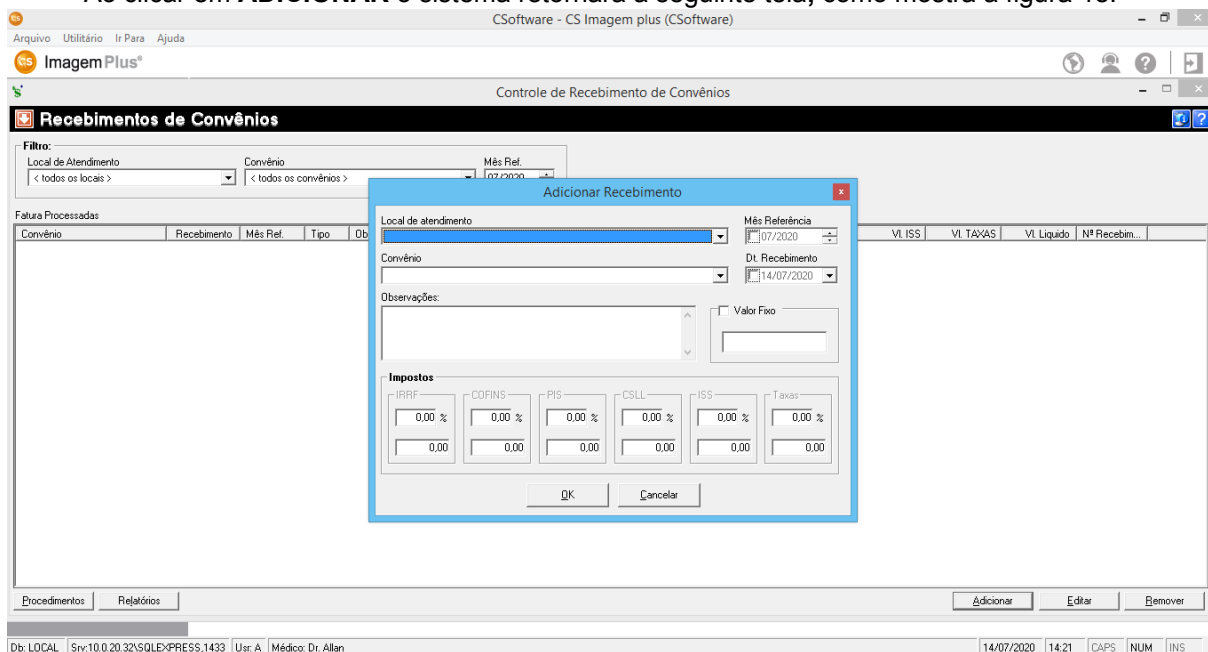 CSoftware - CS Imagem plus (CSoftware)
Arquivo Utilitário Ir Para Ajuda
cs ImagemPlus®
Controle de Recebimento de Convênios
Recebimentos de Convênios
Filtro:
Local de Atendimento Convênio Mês Ref.
< todos os locais > < todos os convênios > 07/2020
Fatura Processadas
Convênio Recebimento Mês Ref. Tipo Ob Vl. ISS Vl. TAXAS Vl. Liquido Nª Recebim...
Adicionar Recebimento
Local de atendimento Mês Referência
07/2020
Convênio Dt. Recebimento
14/07/2020
Observações:
Valor Fixo
Impostos
IRRF COFINS PIS CSLL ISS Taxas
0,00 % 0,00 % 0,00 % 0,00 % 0,00 % 0,00 %
0,00 0,00 0,00 0,00 0,00 0,00
OK Cancelar
Procedimentos Relatórios Adicionar Editar Remover
Db: LOCAL Srv:10.0.20.32\SQLEXPRESS,1433 Usr: A Médico: Dr. Allan 14/07/2020 14:21 CAPS NUM INS